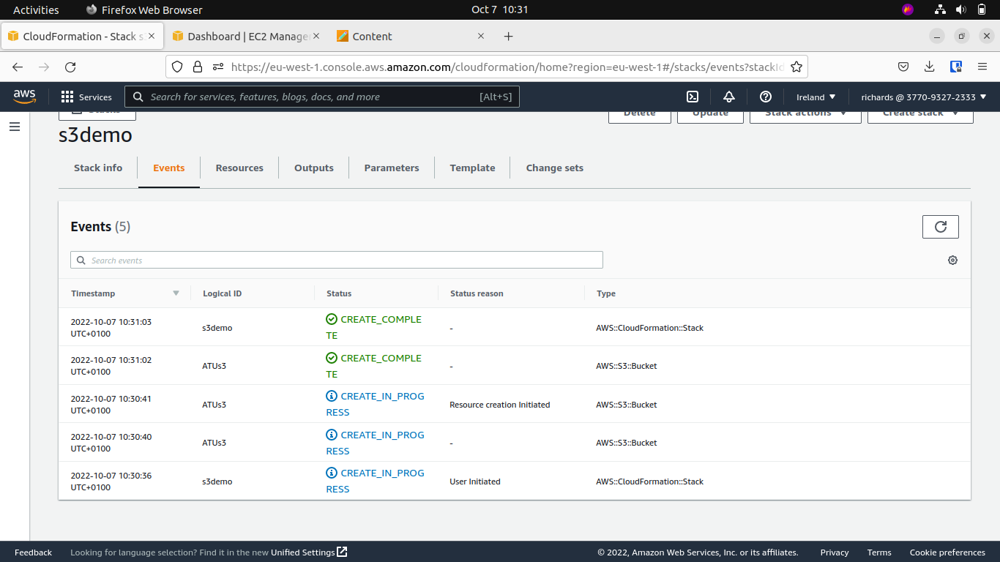 Activities Firefox Web Browser Oct 7 10:31
CloudFormation - Stack s Dashboard | EC2 Manage Content
https://eu-west-1.console.aws.amazon.com/cloudformation/home?region=eu-west-1#/stacks/events?stackId
aws Services Search for services, features, blogs, docs, and more [Alt+S] Ireland richards @ 3770-9327-2333
Stacks Delete Update Stack actions Create stack
s3demo
Stack info Events Resources Outputs Parameters Template Change sets
Events (5)
Search events
Timestamp Logical ID Status Status reason Type
2022-10-07 10:31:03 UTC+0100 s3demo CREATE_COMPLETE - AWS::CloudFormation::Stack
2022-10-07 10:31:02 UTC+0100 ATUs3 CREATE_COMPLETE - AWS::S3::Bucket
2022-10-07 10:30:41 UTC+0100 ATUs3 CREATE_IN_PROGRESS Resource creation Initiated AWS::S3::Bucket
2022-10-07 10:30:40 UTC+0100 ATUs3 CREATE_IN_PROGRESS - AWS::S3::Bucket
2022-10-07 10:30:36 UTC+0100 s3demo CREATE_IN_PROGRESS User Initiated AWS::CloudFormation::Stack
Feedback Looking for language selection? Find it in the new Unified Settings © 2022, Amazon Web Services, Inc. or its affiliates. Privacy Terms Cookie preferences